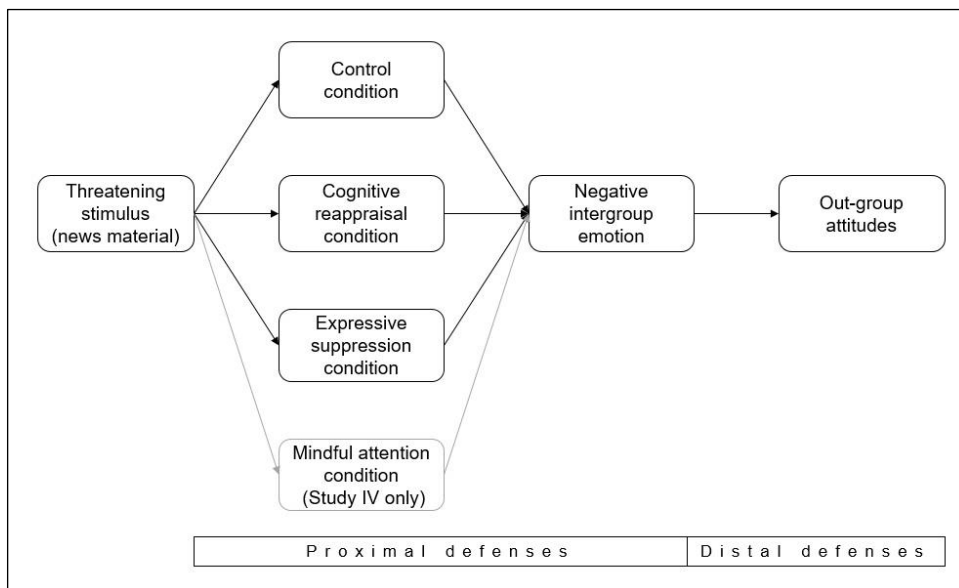 Control
condition
Threatening
stimulus
(news material)
Cognitive
reappraisal
condition
Negative
intergroup
emotion
Out-group
attitudes
Expressive
suppression
condition
Mindful attention
condition
(Study IV only)
Proximal defenses
Distal defenses